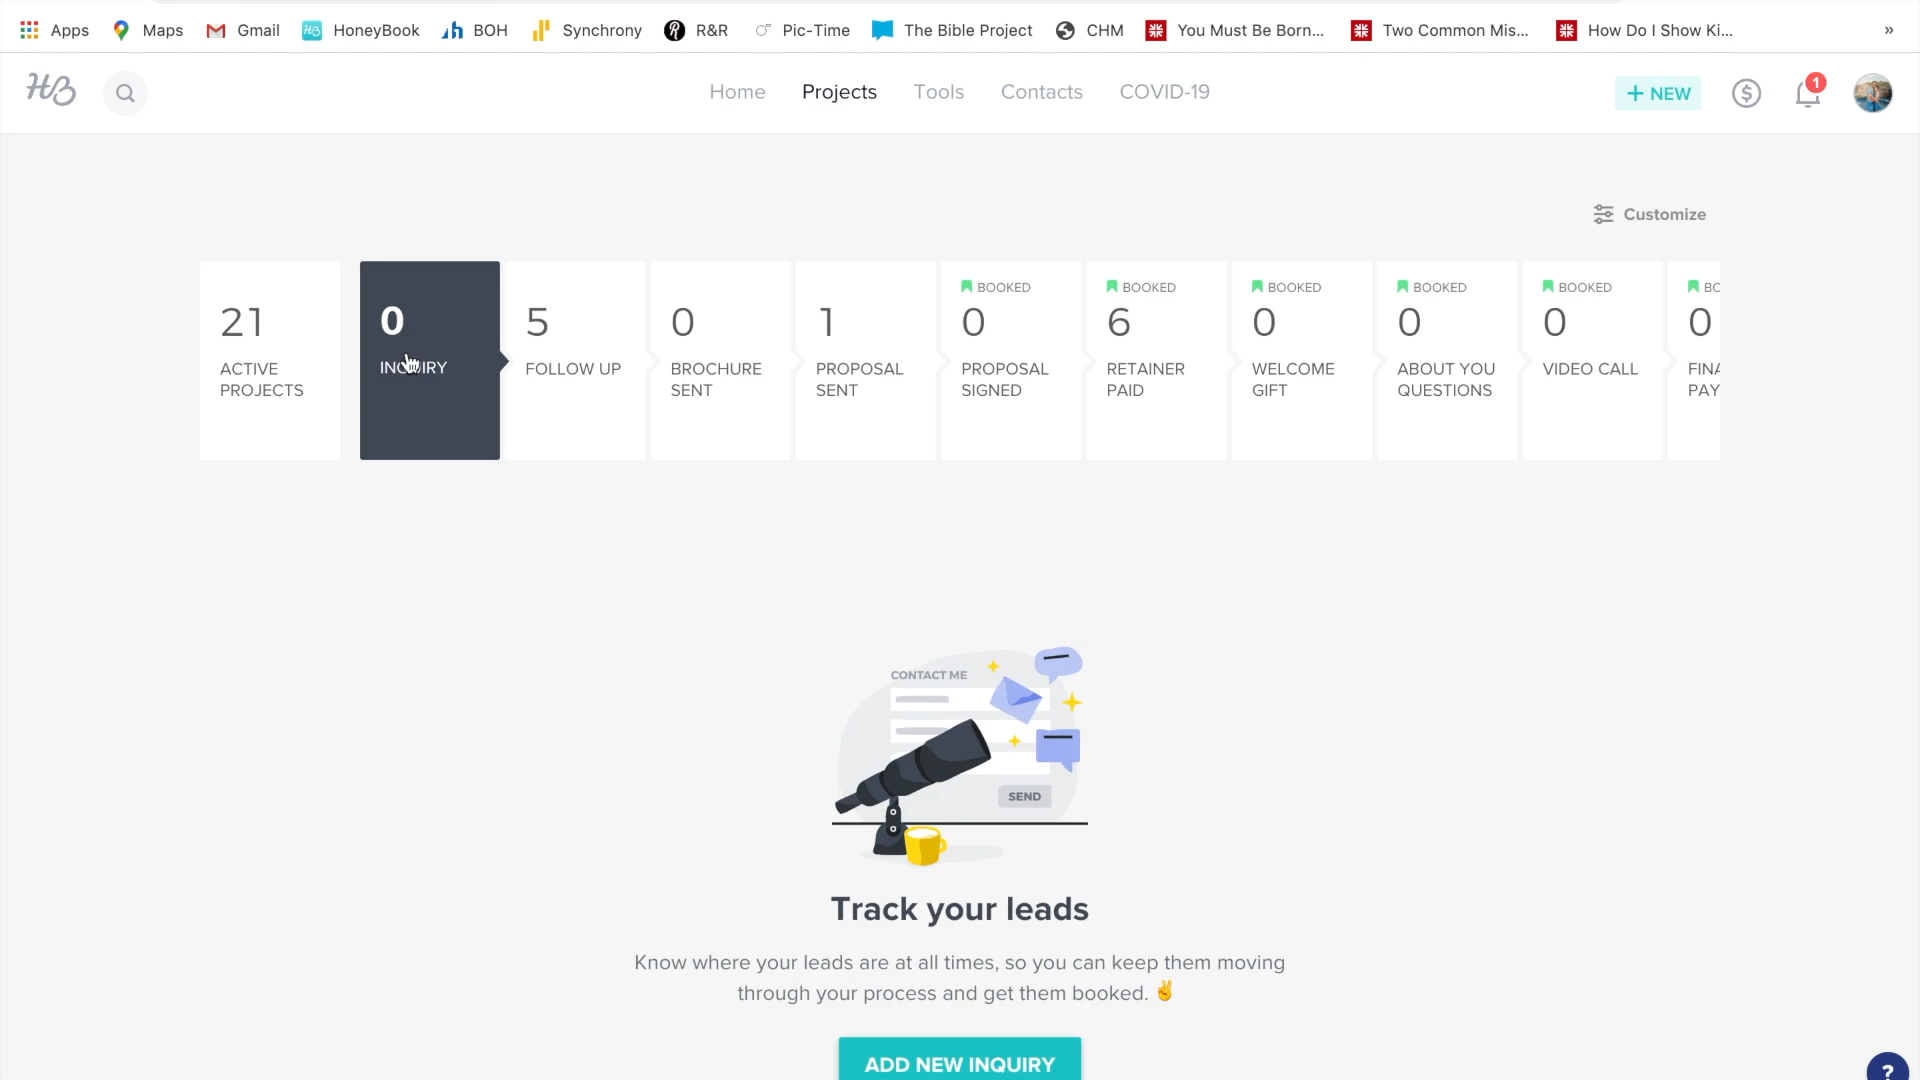 Apps Maps Gmail HoneyBook BOH Synchrony R&R Pic-Time The Bible Project CHM You Must Be Born... Two Common Mis... How Do I Show Ki... »
HB Home Projects Tools Contacts COVID-19 + NEW $ 1
Customize
BOOKED BOOKED BOOKED BOOKED BOOKED BO
21 0 5 0 1 0 6 0 0 0 0
ACTIVE PROJECTS
INQUIRY
FOLLOW UP
BROCHURE SENT
PROPOSAL SENT
PROPOSAL SIGNED
RETAINER PAID
WELCOME GIFT
ABOUT YOU QUESTIONS
VIDEO CALL
FINA PAY
CONTACT ME
SEND
Track your leads
Know where your leads are at all times, so you can keep them moving
through your process and get them booked. ✌️
ADD NEW INQUIRY
?